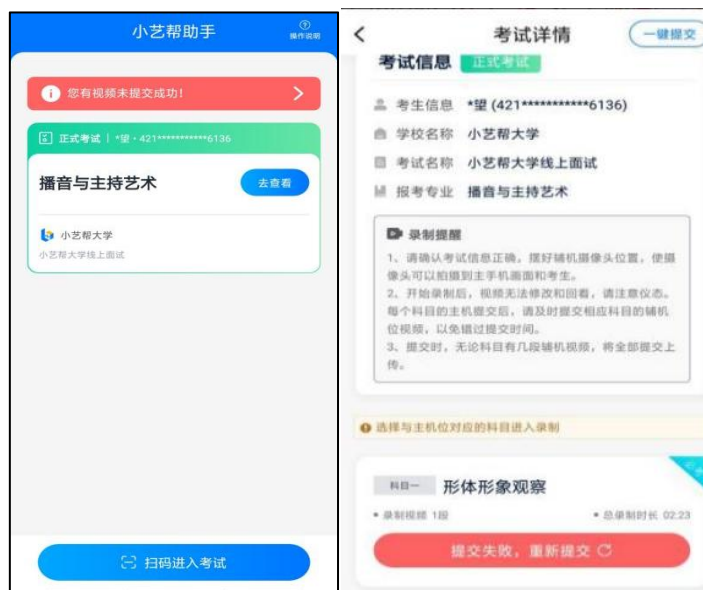 小艺帮助手
操作说明
您有视频未提交成功!
正式考试 | *望·421***********6136
播音与主持艺术
去查看
小艺帮大学
小艺帮大学线上面试
扫码进入考试
考试详情
一键提交
考试信息 正式考试
考生信息 *望 (421***********6136)
学校名称 小艺帮大学
考试名称 小艺帮大学线上面试
报考专业 播音与主持艺术
录制提醒
1、请确认考试信息正确,摆好辅机摄像头位置,使摄
像头可以拍摄到主手机画面和考生。
2、开始录制后,视频无法修改和回看,请注意仪态。
每个科目的主机提交后,请及时提交相应科目的辅机
位视频,以免错过提交时间。
3、提交时,无论科目有几段辅机视频,将全部提交上
传。
选择与主机位对应的科目进入录制
科目一 形体形象观察
• 录制视频 1段
• 总录制时长 02:23
提交失败,重新提交